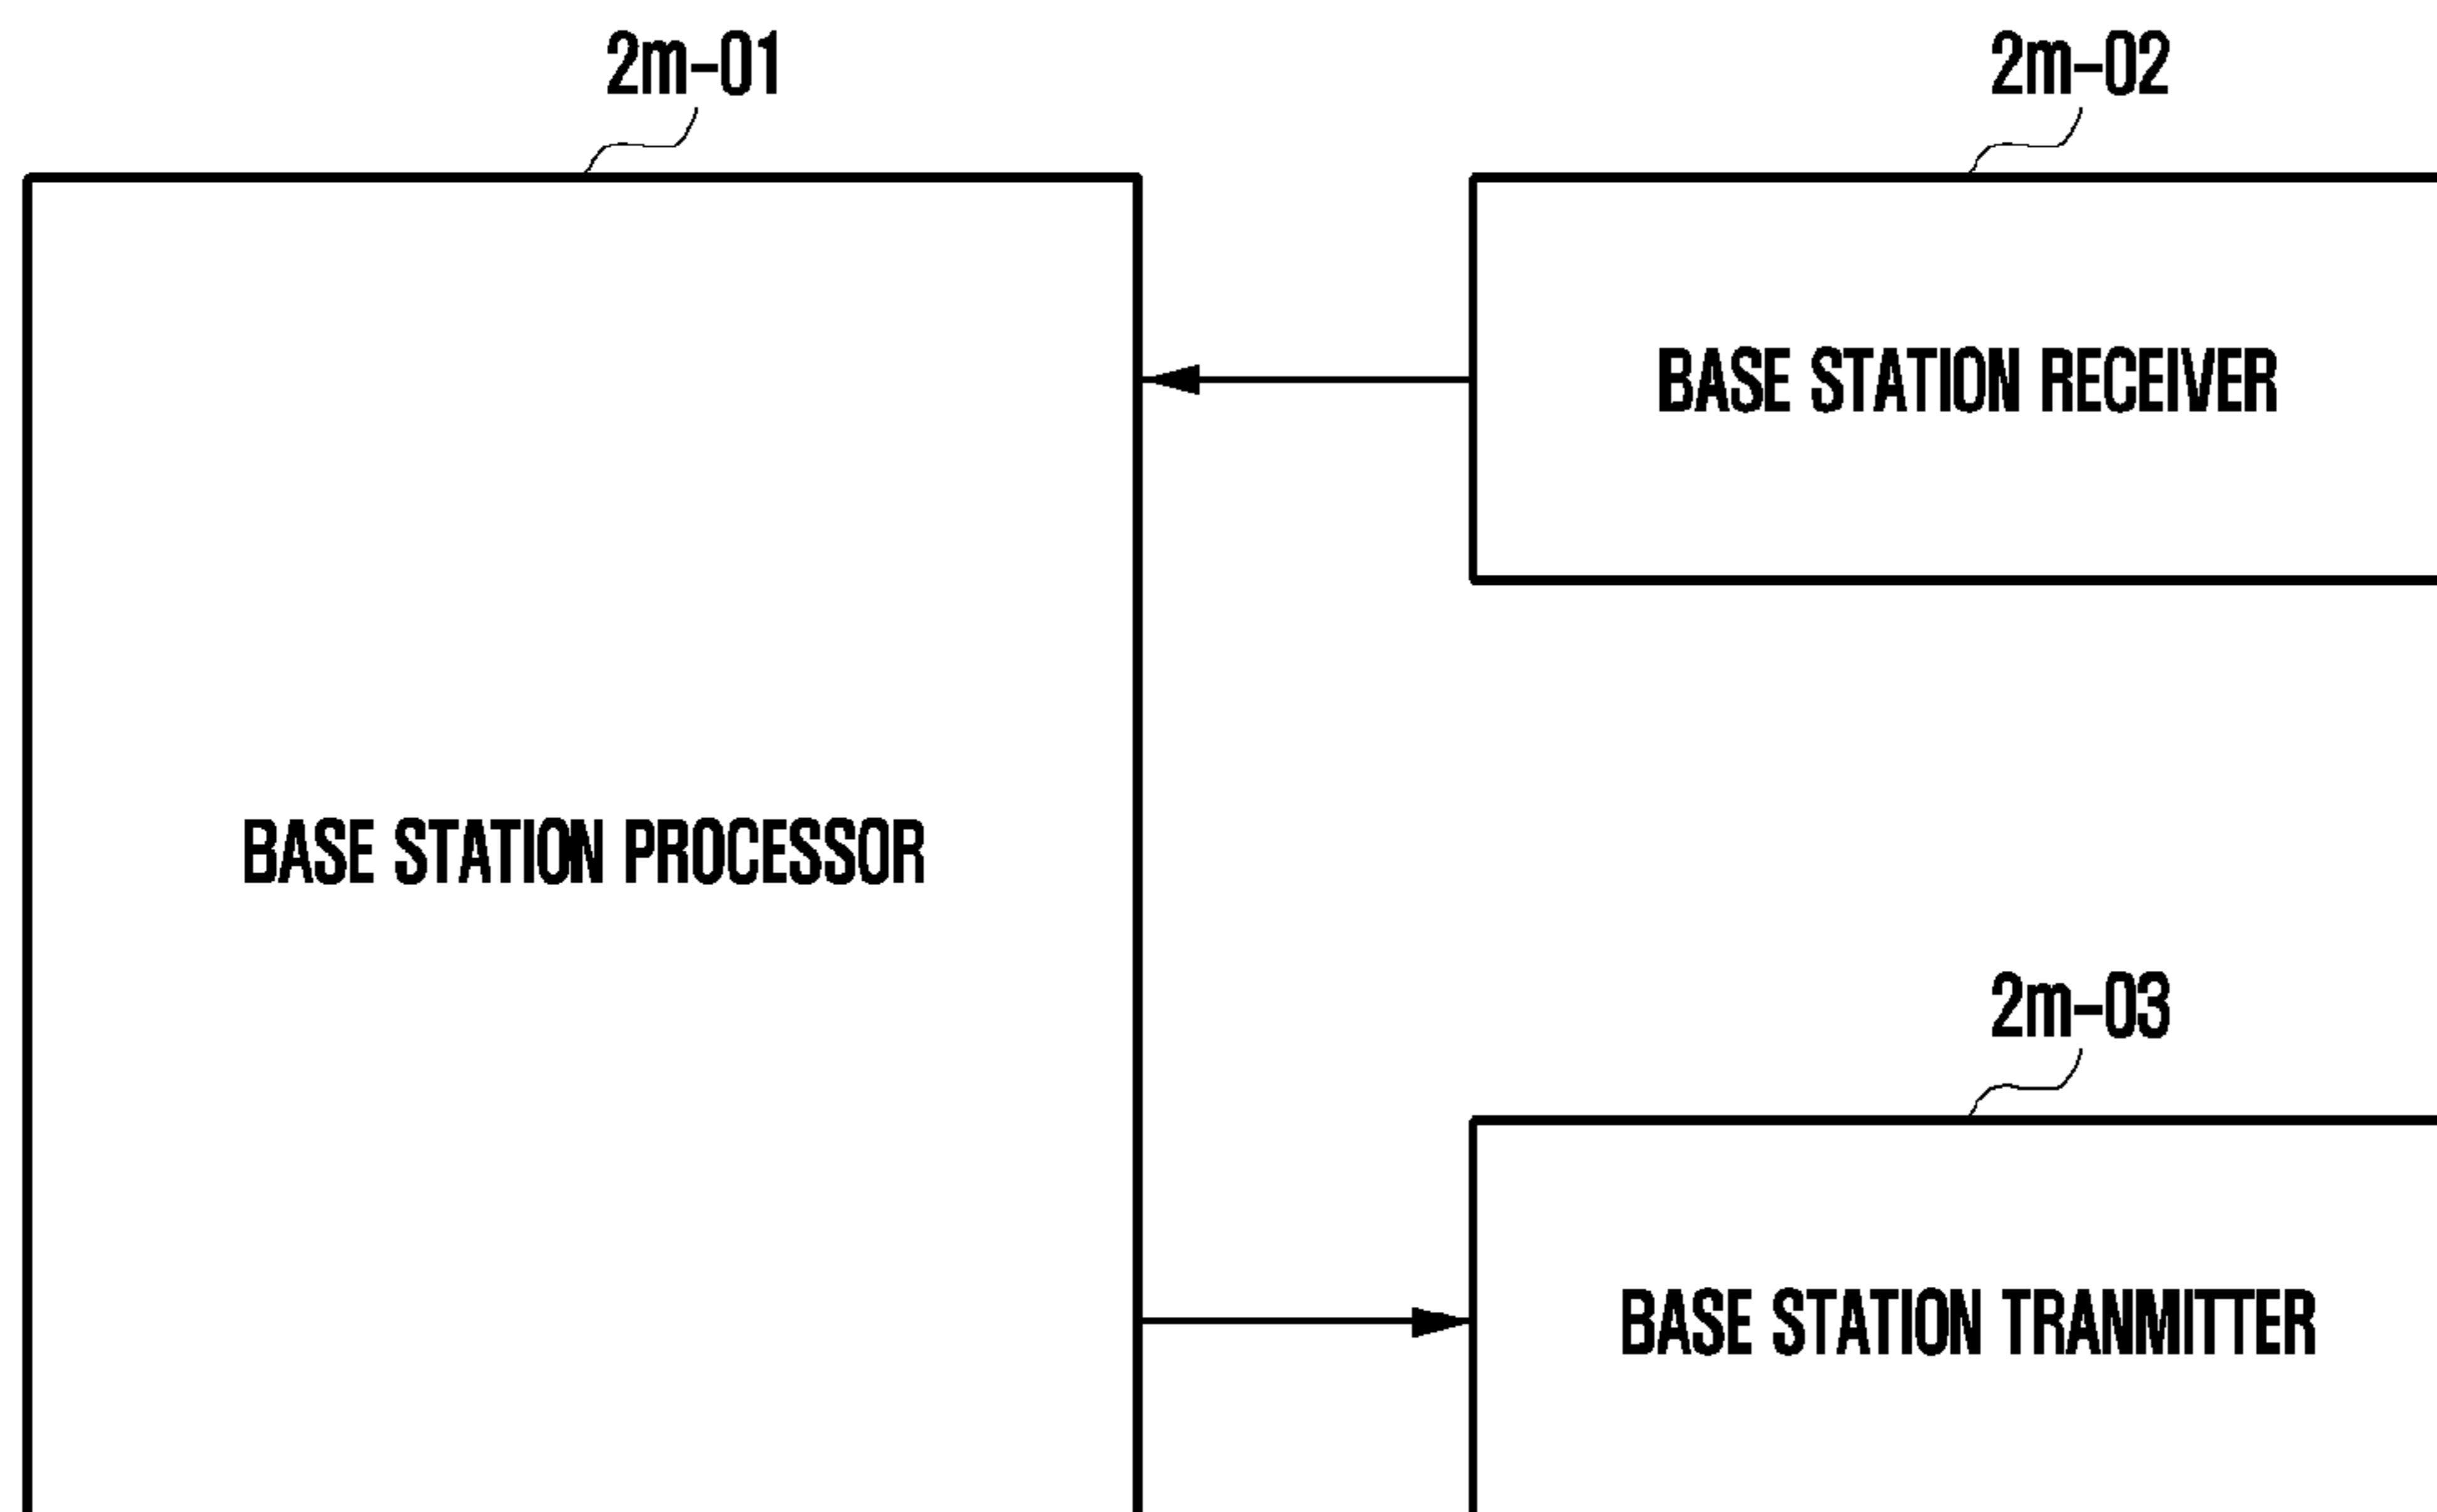 2m-01
2m-02
BASE STATION RECEIVER
BASE STATION PROCESSOR
2m-03
BASE STATION TRANMITTER